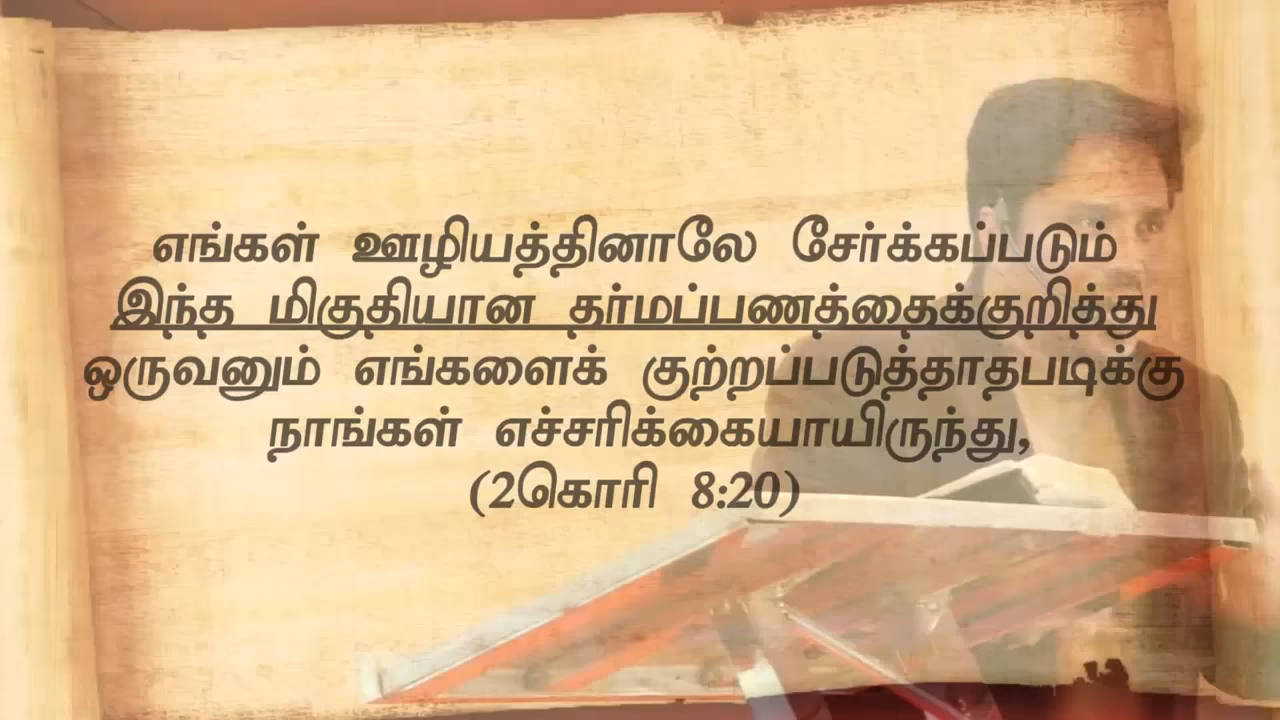 எங்கள் ஊழியத்தினாலே சேர்க்கப்படும்
இந்த மிகுதியான தர்மப்பணத்தைக்குறித்து
ஒருவனும் எங்களைக் குற்றப்படுத்தாதபடிக்கு
நாங்கள் எச்சரிக்கையாயிருந்து,
(2கொரி 8:20)